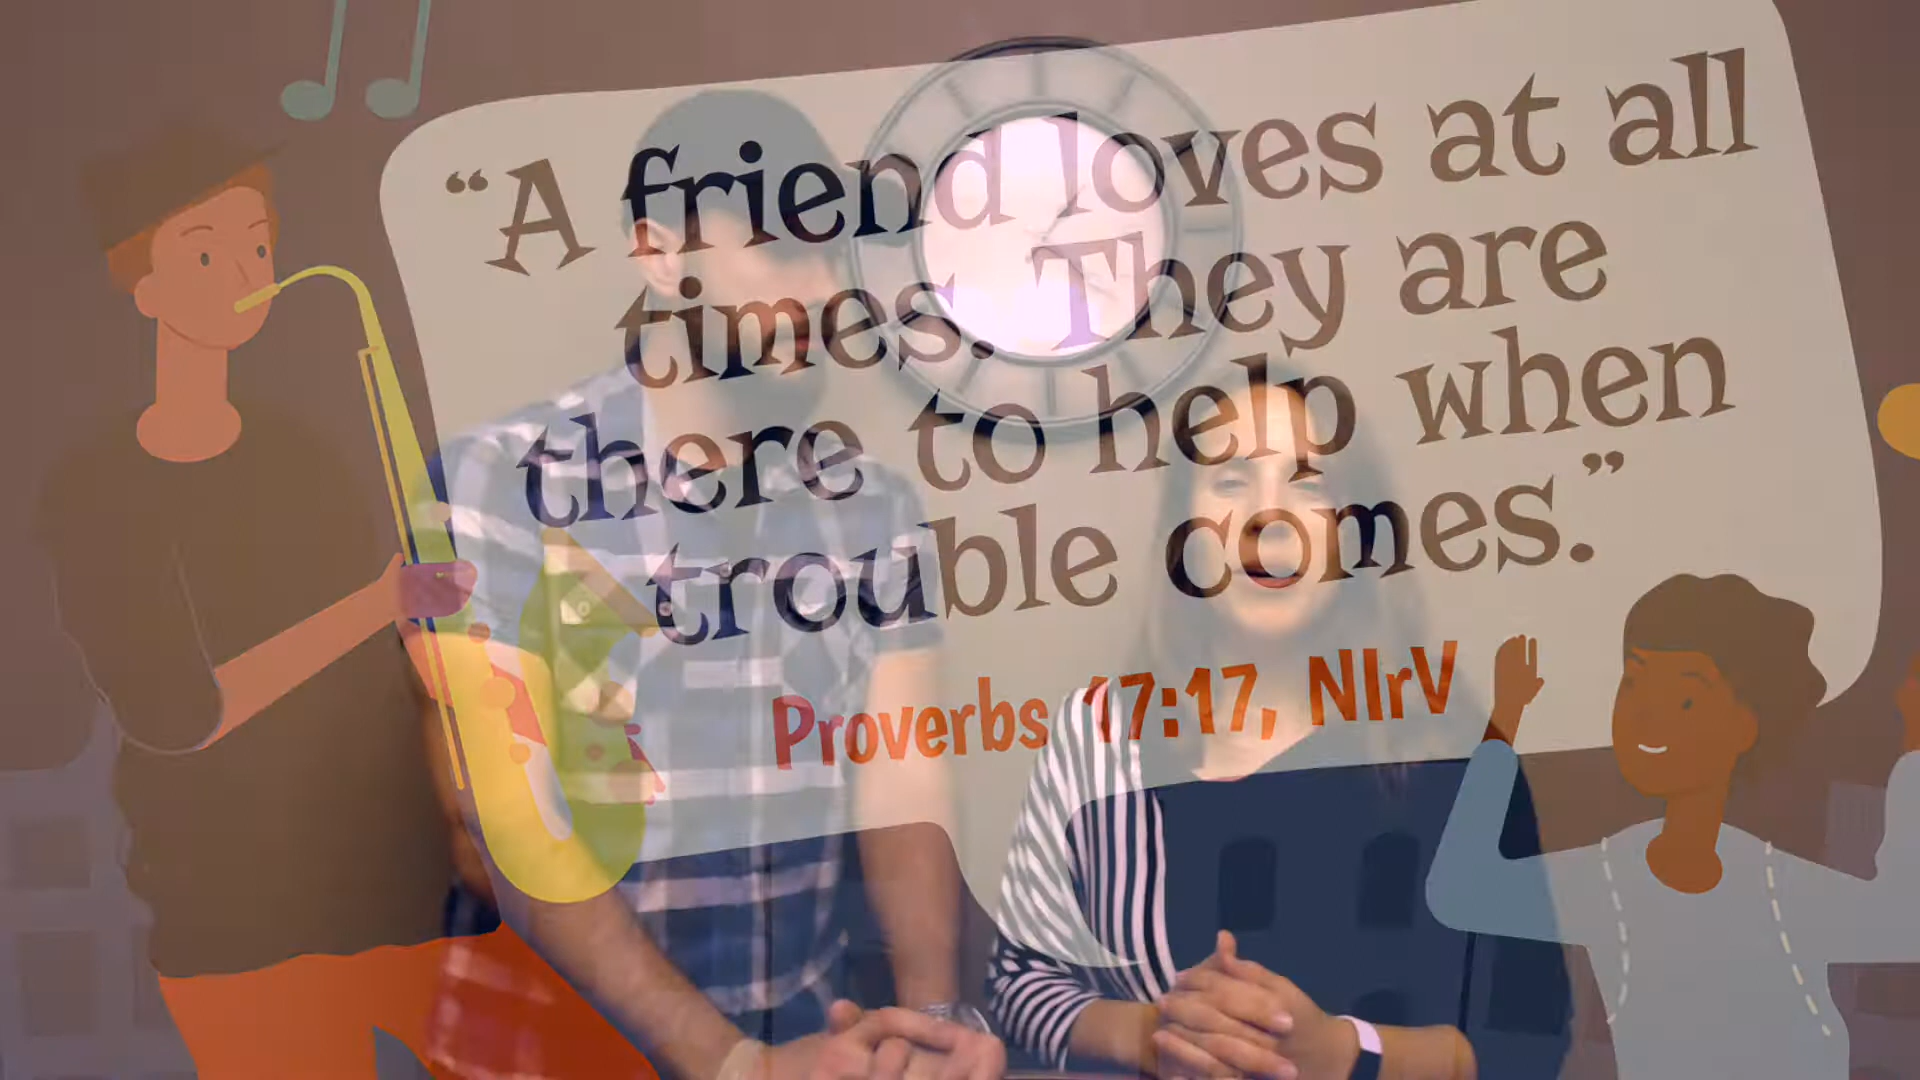 “A friend loves at all
times. They are
there to help when
trouble comes.”
Proverbs 17:17, NIrV